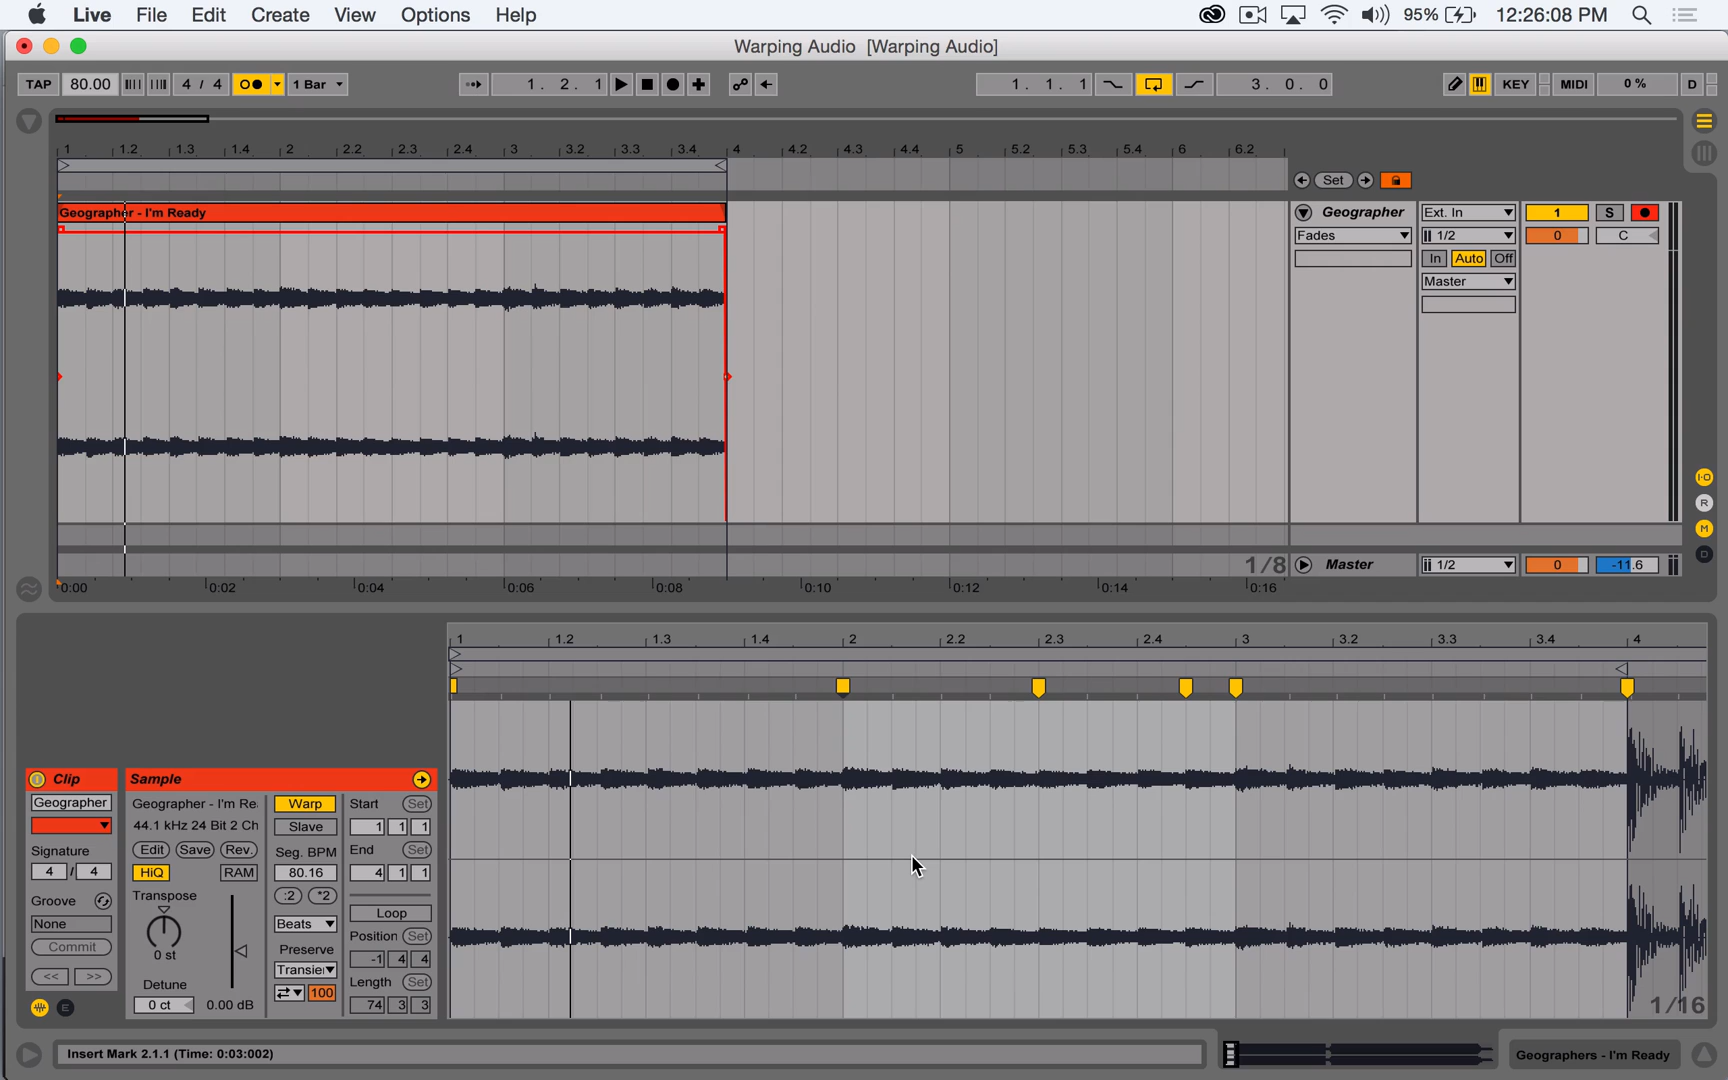 Live File Edit Create View Options Help 95% 12:26:08 PM
Warping Audio [Warping Audio]
TAP 80.00 4 / 4 1 Bar 1. 2. 1 1. 1. 1 3. 0. 0 KEY MIDI 0 % D
1 1.2 1.3 1.4 2 2.2 2.3 2.4 3 3.2 3.3 3.4 4 4.2 4.3 4.4 5 5.2 5.3 5.4 6 6.2
Set
Geographer - I'm Ready Geographer Ext. In 1 S
Fades 1/2 0 C
In Auto Off
Master
I·O
R
M
D
1/8 Master 1/2 0 -11.6
0:00 0:02 0:04 0:06 0:08 0:10 0:12 0:14 0:16
1 1.2 1.3 1.4 2 2.2 2.3 2.4 3 3.2 3.3 3.4 4
Clip Sample
Geographer Geographer - I'm Re Warp Start Set
44.1 kHz 24 Bit 2 Ch Slave 1 1 1
Signature Edit Save Rev. Seg. BPM End Set
4 / 4 HiQ RAM 80.16 4 1 1
Groove Transpose :2 *2 Loop
None Beats Position Set
Commit 0 st Preserve -1 4 4
<< >> Detune Transie Length Set
E 0 ct 0.00 dB 100 74 3 3
1/16
Insert Mark 2.1.1 (Time: 0:03:002) Geographers - I'm Ready